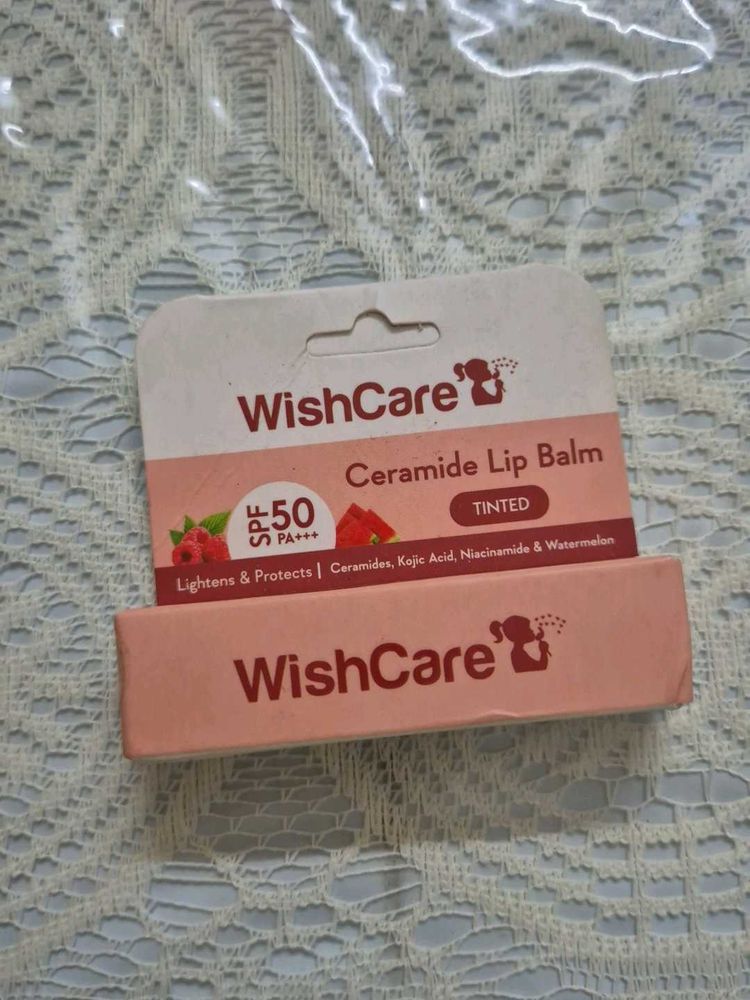 WishCare
Ceramide Lip Balm
TINTED
SPF 50
PA+++
Lightens & Protects | Ceramides, Kojic Acid, Niacinamide & Watermelon
WishCare